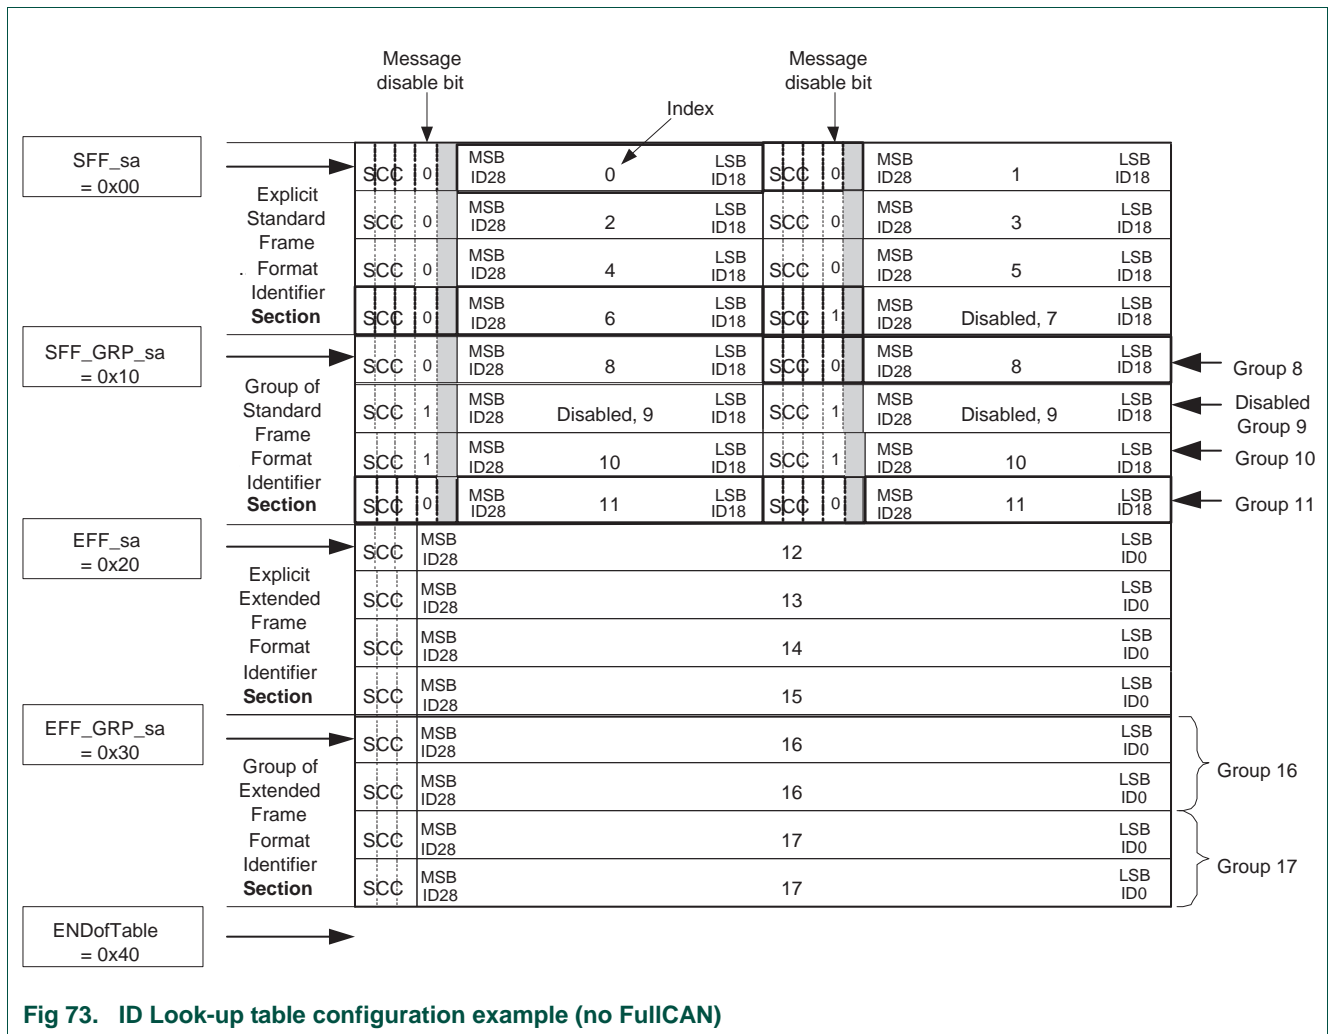 Message
disable bit
Message
disable bit
Index
SFF_sa
= 0x00
Explicit
Standard
Frame
. Format
Identifier
Section
SCC 0 MSB ID28 0 LSB ID18 SCC 0 MSB ID28 1 LSB ID18
SCC 0 MSB ID28 2 LSB ID18 SCC 0 MSB ID28 3 LSB ID18
SCC 0 MSB ID28 4 LSB ID18 SCC 0 MSB ID28 5 LSB ID18
SCC 0 MSB ID28 6 LSB ID18 SCC 1 MSB ID28 Disabled, 7 LSB ID18
SFF_GRP_sa
= 0x10
Group of
Standard
Frame
Format
Identifier
Section
SCC 0 MSB ID28 8 LSB ID18 SCC 0 MSB ID28 8 LSB ID18 Group 8
SCC 1 MSB ID28 Disabled, 9 LSB ID18 SCC 1 MSB ID28 Disabled, 9 LSB ID18 Disabled
Group 9
SCC 1 MSB ID28 10 LSB ID18 SCC 1 MSB ID28 10 LSB ID18 Group 10
SCC 0 MSB ID28 11 LSB ID18 SCC 0 MSB ID28 11 LSB ID18 Group 11
EFF_sa
= 0x20
Explicit
Extended
Frame
Format
Identifier
Section
SCC MSB ID28 12 LSB ID0
SCC MSB ID28 13 LSB ID0
SCC MSB ID28 14 LSB ID0
SCC MSB ID28 15 LSB ID0
EFF_GRP_sa
= 0x30
Group of
Extended
Frame
Format
Identifier
Section
SCC MSB ID28 16 LSB ID0
SCC MSB ID28 16 LSB ID0
Group 16
SCC MSB ID28 17 LSB ID0
SCC MSB ID28 17 LSB ID0
Group 17
ENDofTable
= 0x40
Fig 73. ID Look-up table configuration example (no FullCAN)